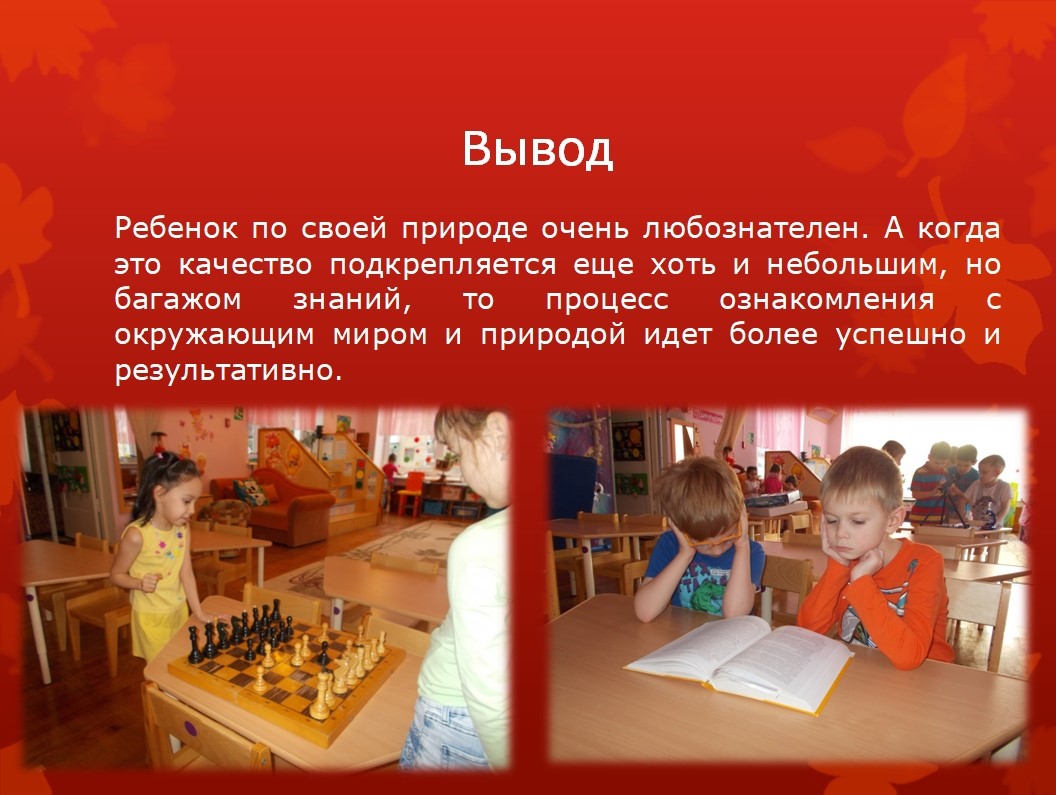 Вывод
Ребенок по своей природе очень любознателен. А когда
это качество подкрепляется еще хоть и небольшим, но
багажом знаний, то процесс ознакомления с
окружающим миром и природой идет более успешно и
результативно.